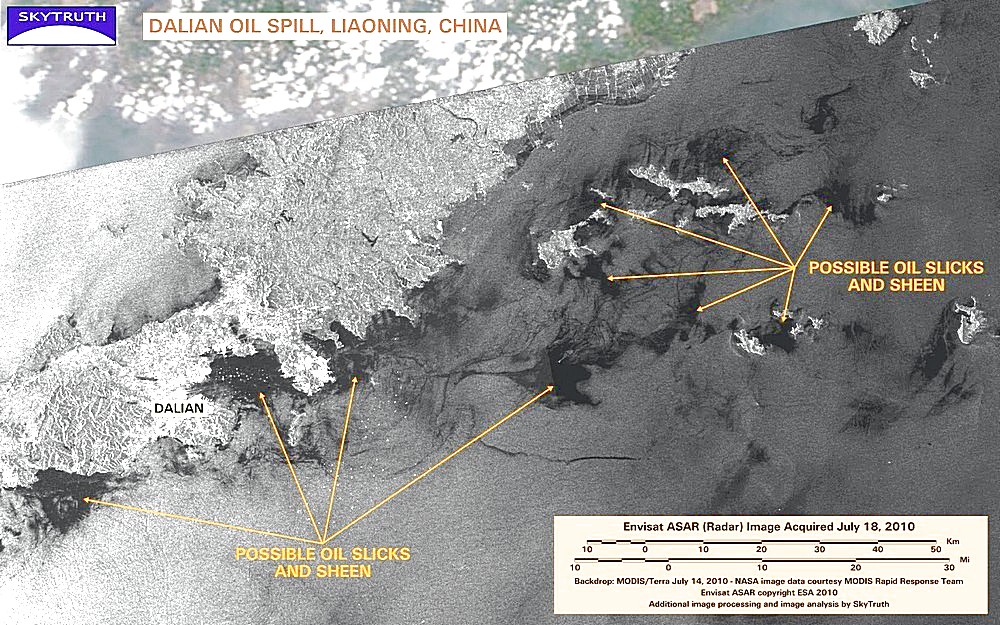 SKYTRUTH
DALIAN OIL SPILL, LIAONING, CHINA
POSSIBLE OIL SLICKS
AND SHEEN
DALIAN
POSSIBLE OIL SLICKS
AND SHEEN
Envisat ASAR (Radar) Image Acquired July 18, 2010
10 0 10 20 30 40 50 Km
10 0 10 20 30 Mi
Backdrop: MODIS/Terra July 14, 2010 - NASA image data courtesy MODIS Rapid Response Team
Envisat ASAR copyright ESA 2010
Additional image processing and image analysis by SkyTruth